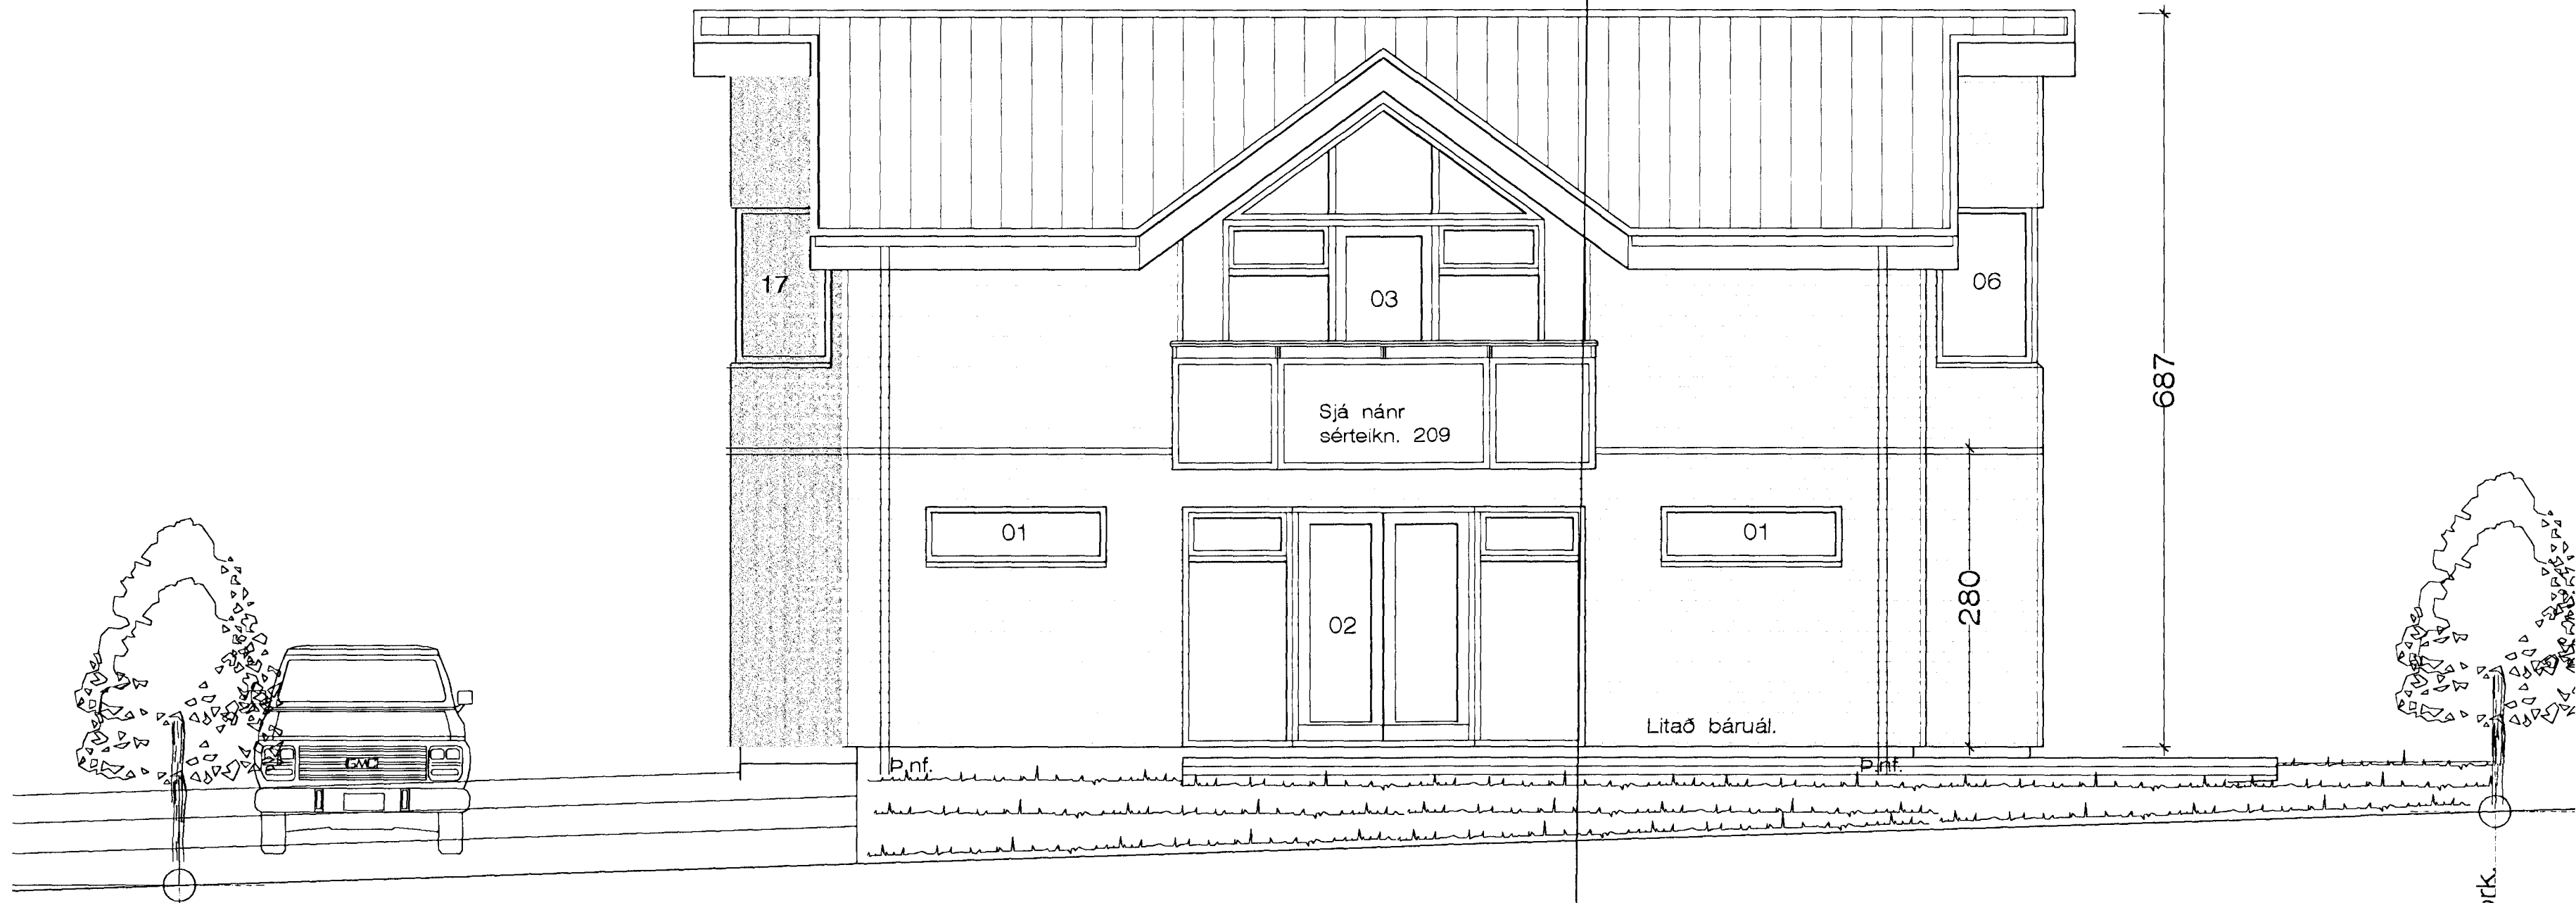 17
03
06
687
Sjá nánr
sérteikn. 209
01
01
280
02
Litað báruál.
Þ.nf.
Þ.nf.
GMC